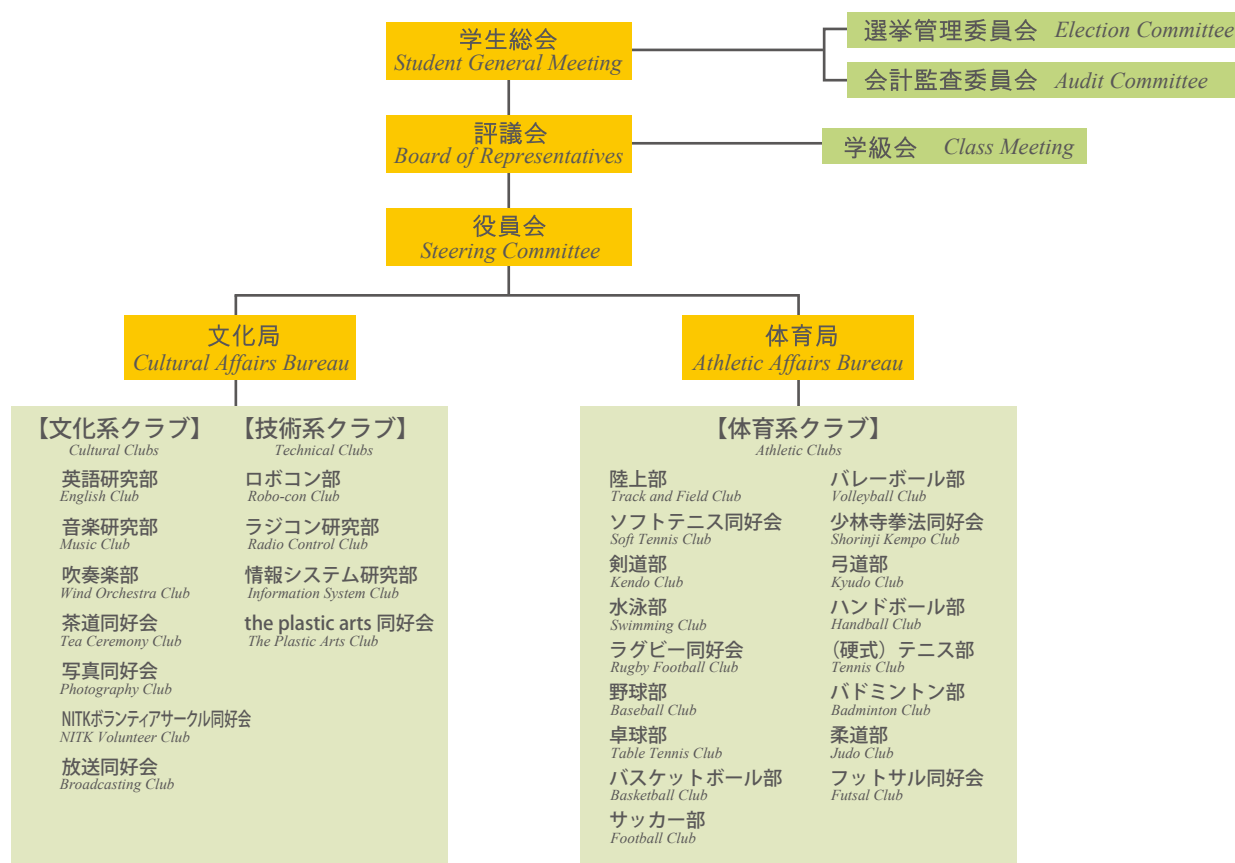 学生総会
Student General Meeting
選挙管理委員会 Election Committee
会計監査委員会 Audit Committee
評議会
Board of Representatives
学級会 Class Meeting
役員会
Steering Committee
文化局
Cultural Affairs Bureau
体育局
Athletic Affairs Bureau
【文化系クラブ】
Cultural Clubs
英語研究部
English Club
音楽研究部
Music Club
吹奏楽部
Wind Orchestra Club
茶道同好会
Tea Ceremony Club
写真同好会
Photography Club
NITKボランティアサークル同好会
NITK Volunteer Club
放送同好会
Broadcasting Club
【技術系クラブ】
Technical Clubs
ロボコン部
Robo-con Club
ラジコン研究部
Radio Control Club
情報システム研究部
Information System Club
the plastic arts 同好会
The Plastic Arts Club
【体育系クラブ】
Athletic Clubs
陸上部
Track and Field Club
ソフトテニス同好会
Soft Tennis Club
剣道部
Kendo Club
水泳部
Swimming Club
ラグビー同好会
Rugby Football Club
野球部
Baseball Club
卓球部
Table Tennis Club
バスケットボール部
Basketball Club
サッカー部
Football Club
バレーボール部
Volleyball Club
少林寺拳法同好会
Shorinji Kempo Club
弓道部
Kyudo Club
ハンドボール部
Handball Club
（硬式）テニス部
Tennis Club
バドミントン部
Badminton Club
柔道部
Judo Club
フットサル同好会
Futsal Club